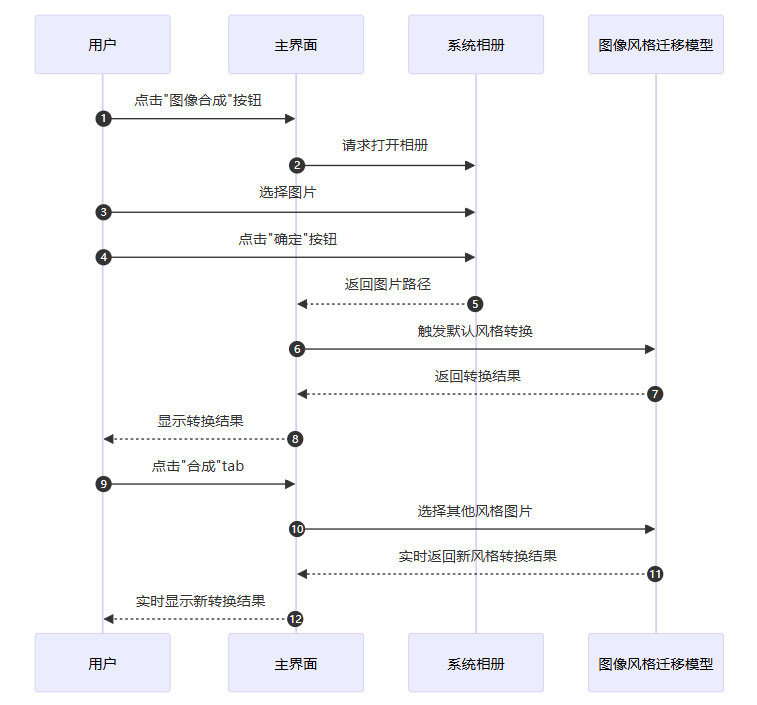 用户
主界面
系统相册
图像风格迁移模型
点击"图像合成"按钮
1
请求打开相册
2
选择图片
3
点击"确定"按钮
4
返回图片路径
5
触发默认风格转换
6
返回转换结果
7
显示转换结果
8
点击"合成"tab
9
选择其他风格图片
10
实时返回新风格转换结果
11
实时显示新转换结果
12
用户
主界面
系统相册
图像风格迁移模型